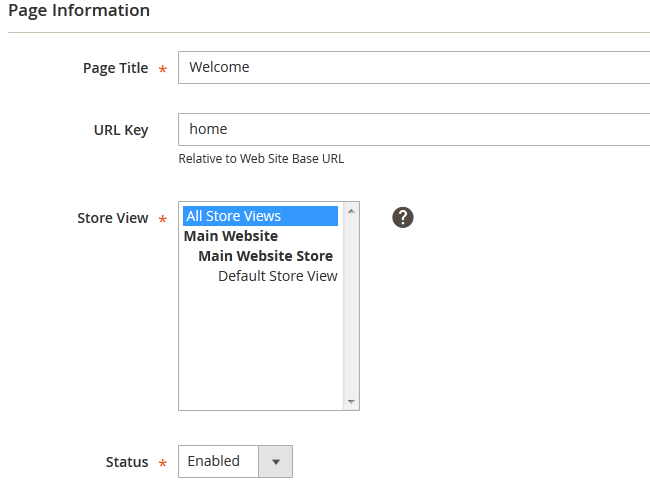 Page Information
Page Title * Welcome
URL Key home
Relative to Web Site Base URL
Store View * All Store Views ?
Main Website
Main Website Store
Default Store View
Status * Enabled